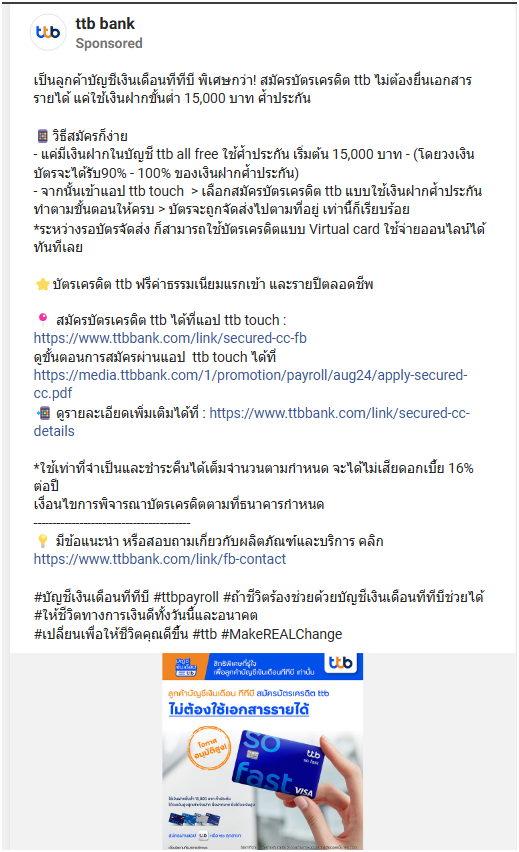 ttb
ttb bank
Sponsored
เป็นลูกค้าบัญชีเงินเดือนทีทีบี พิเศษกว่า! สมัครบัตรเครดิต ttb ไม่ต้องยื่นเอกสาร
รายได้ แค่ใช้เงินฝากขั้นต่ำ 15,000 บาท ค้ำประกัน
วิธีสมัครก็ง่าย
- แค่มีเงินฝากในบัญชี ttb all free ใช้ค้ำประกัน เริ่มต้น 15,000 บาท - (โดยวงเงิน
บัตรจะได้รับ90% - 100% ของเงินฝากค้ำประกัน)
- จากนั้นเข้าแอป ttb touch > เลือกสมัครบัตรเครดิต ttb แบบใช้เงินฝากค้ำประกัน
ทำตามขั้นตอนให้ครบ > บัตรจะถูกจัดส่งไปตามที่อยู่ เท่านี้ก็เรียบร้อย
*ระหว่างรอบัตรจัดส่ง ก็สามารถใช้บัตรเครดิตแบบ Virtual card ใช้จ่ายออนไลน์ได้
ทันทีเลย
⭐ บัตรเครดิต ttb ฟรีค่าธรรมเนียมแรกเข้า และรายปีตลอดชีพ
📍 สมัครบัตรเครดิต ttb ได้ที่แอป ttb touch :
https://www.ttbbank.com/link/secured-cc-fb
ดูขั้นตอนการสมัครผ่านแอป ttb touch ได้ที่
https://media.ttbbank.com/1/promotion/payroll/aug24/apply-secured-
cc.pdf
📲 ดูรายละเอียดเพิ่มเติมได้ที่ : https://www.ttbbank.com/link/secured-cc-
details
*ใช้เท่าที่จำเป็นและชำระคืนได้เต็มจำนวนตามกำหนด จะได้ไม่เสียดอกเบี้ย 16%
ต่อปี
เงื่อนไขการพิจารณาบัตรเครดิตตามที่ธนาคารกำหนด
-----------------------------------------
💡 มีข้อแนะนำ หรือสอบถามเกี่ยวกับผลิตภัณฑ์และบริการ คลิก
https://www.ttbbank.com/link/fb-contact
#บัญชีเงินเดือนทีทีบี #ttbpayroll #ถ้าชีวิตร้องช่วยด้วยบัญชีเงินเดือนทีทีบีช่วยได้
#ให้ชีวิตทางการเงินดีทั้งวันนี้และอนาคต
#เปลี่ยนเพื่อให้ชีวิตคุณดีขึ้น #ttb #MakeREALChange
บัญชี
เงินเดือน
ttb
สิทธิพิเศษที่รู้ใจ
เพื่อลูกค้าบัญชีเงินเดือนทีทีบี เท่านั้น
ttb
ลูกค้าบัญชีเงินเดือน ทีทีบี สมัครบัตรเครดิต ttb
ไม่ต้องใช้เอกสารรายได้
โอกาส
อนุมัติสูง!
so
fast
ttb
so fast
VISA